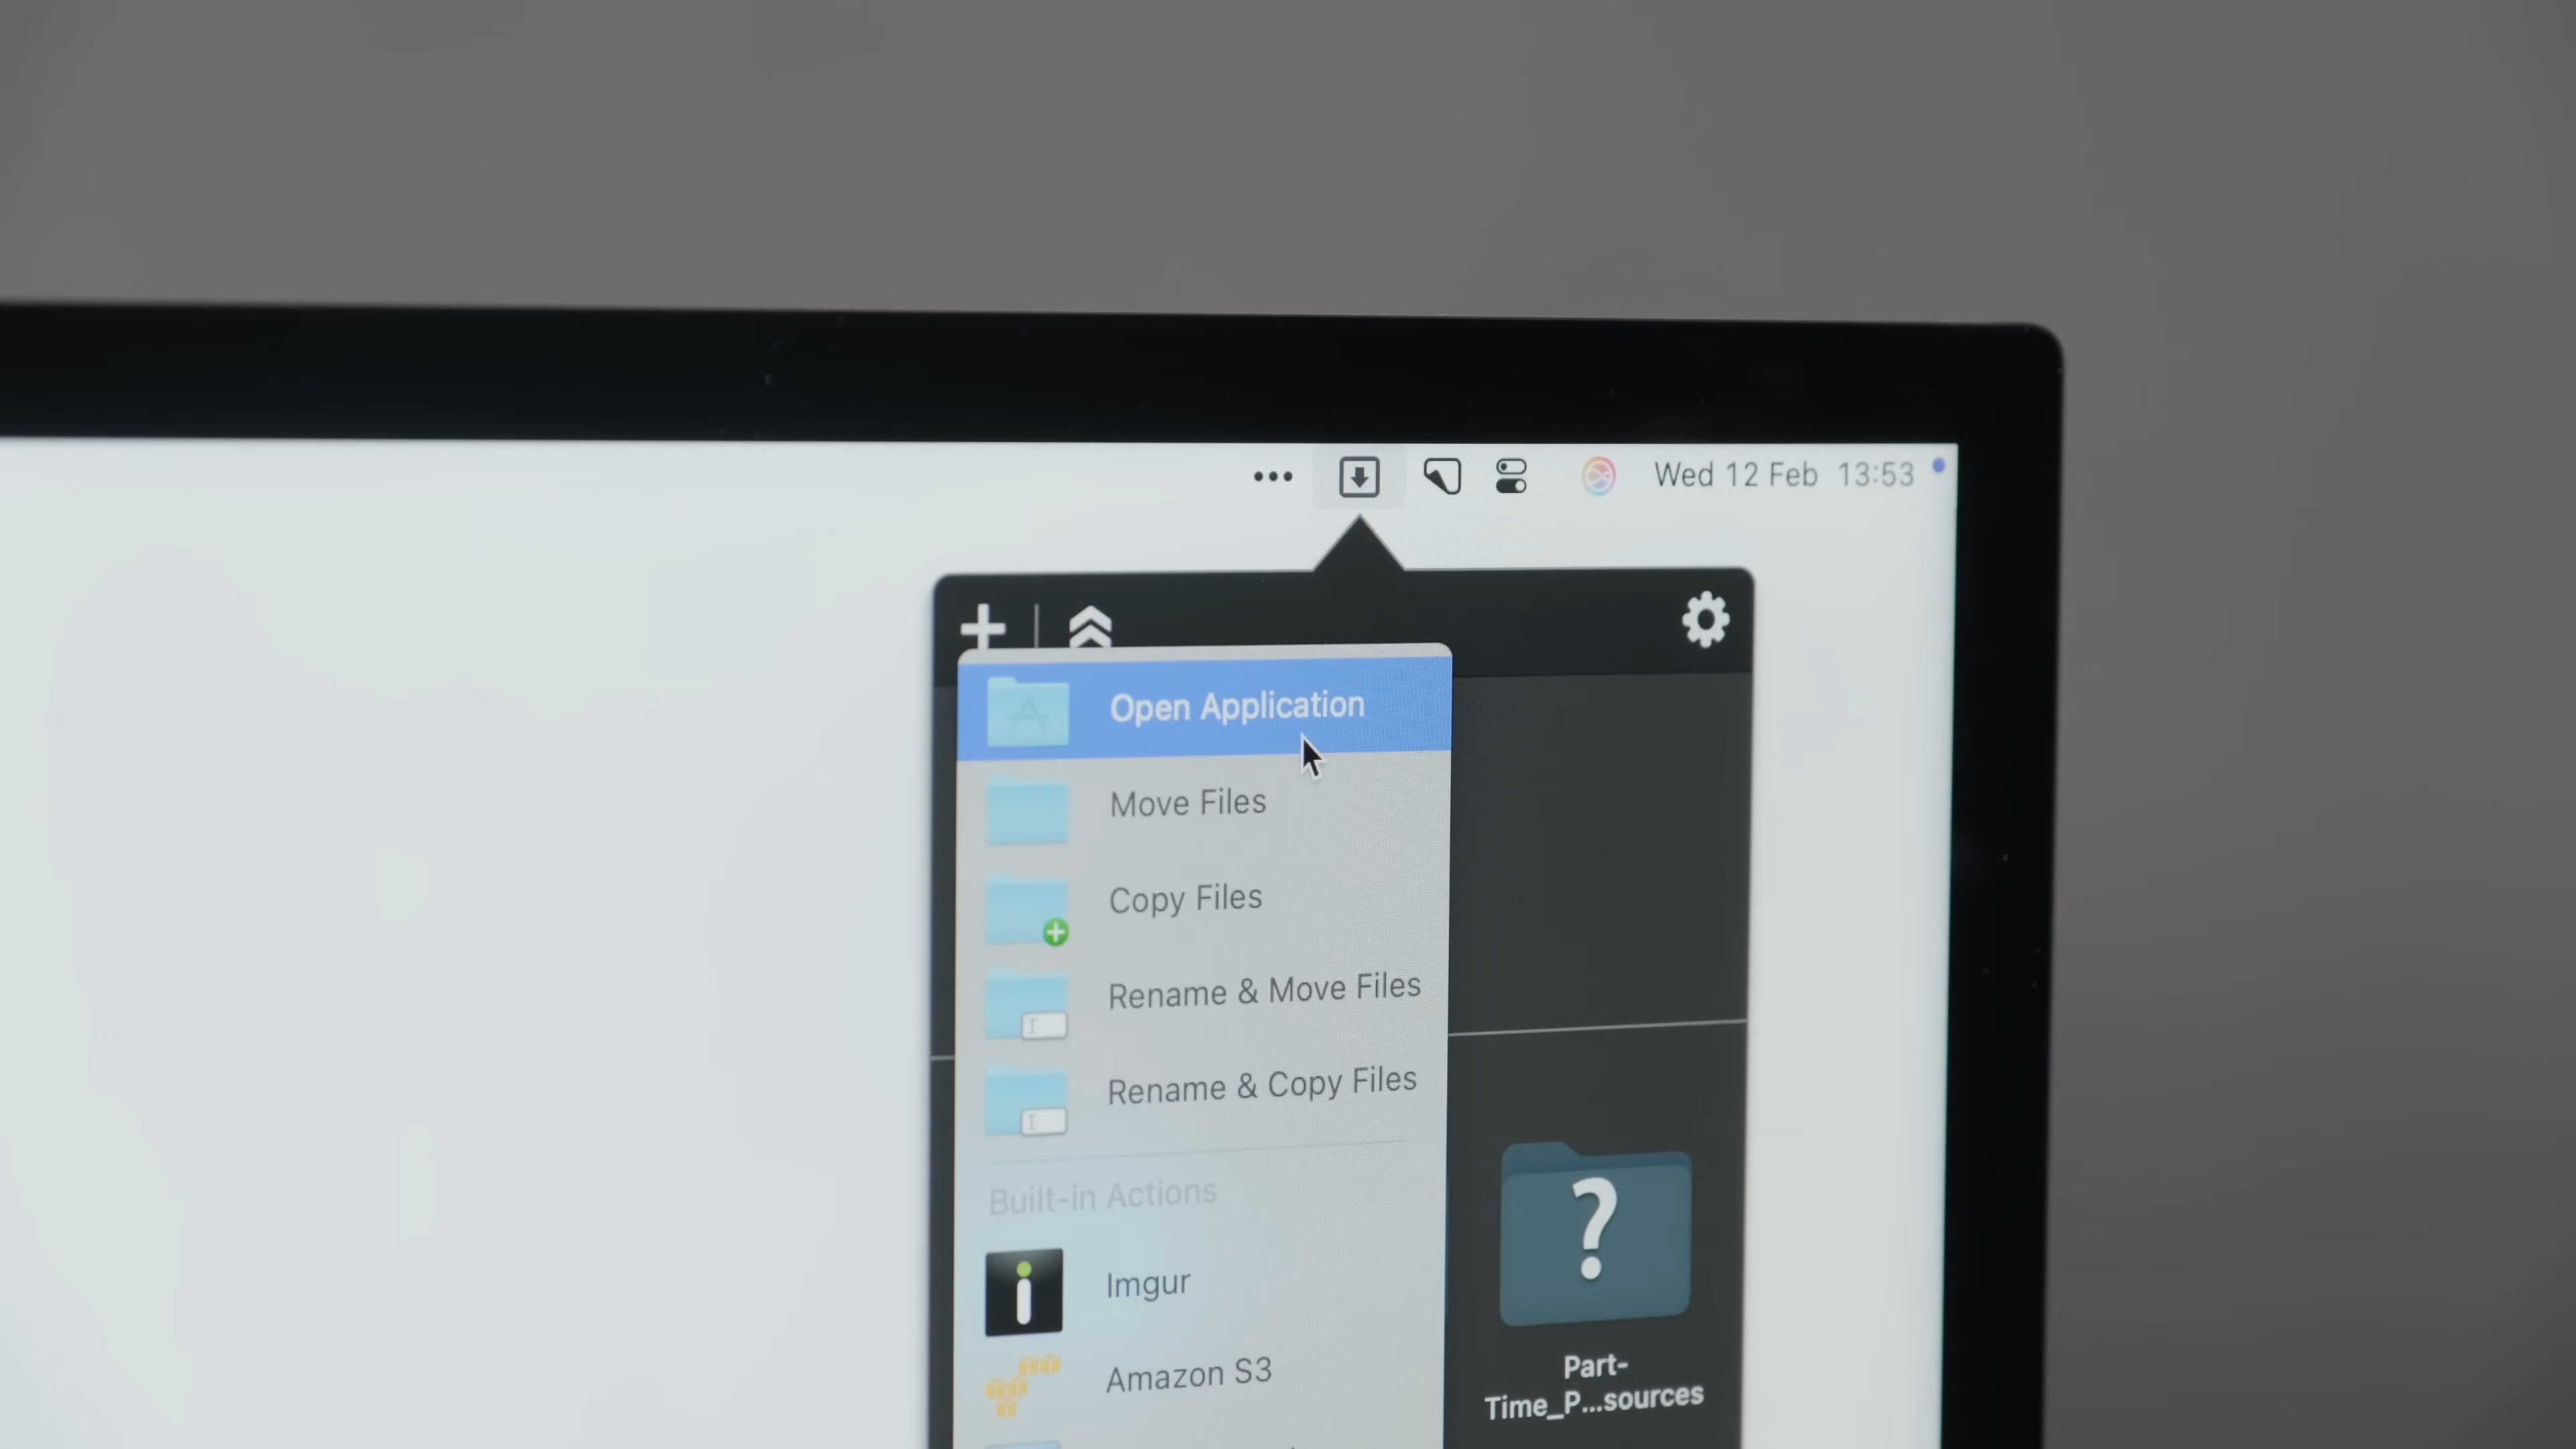 Wed 12 Feb 13:53
Open Application
Move Files
Copy Files
Rename & Move Files
Rename & Copy Files
Built-in Actions
Imgur
Amazon S3
?
Part-
Time_P...sources